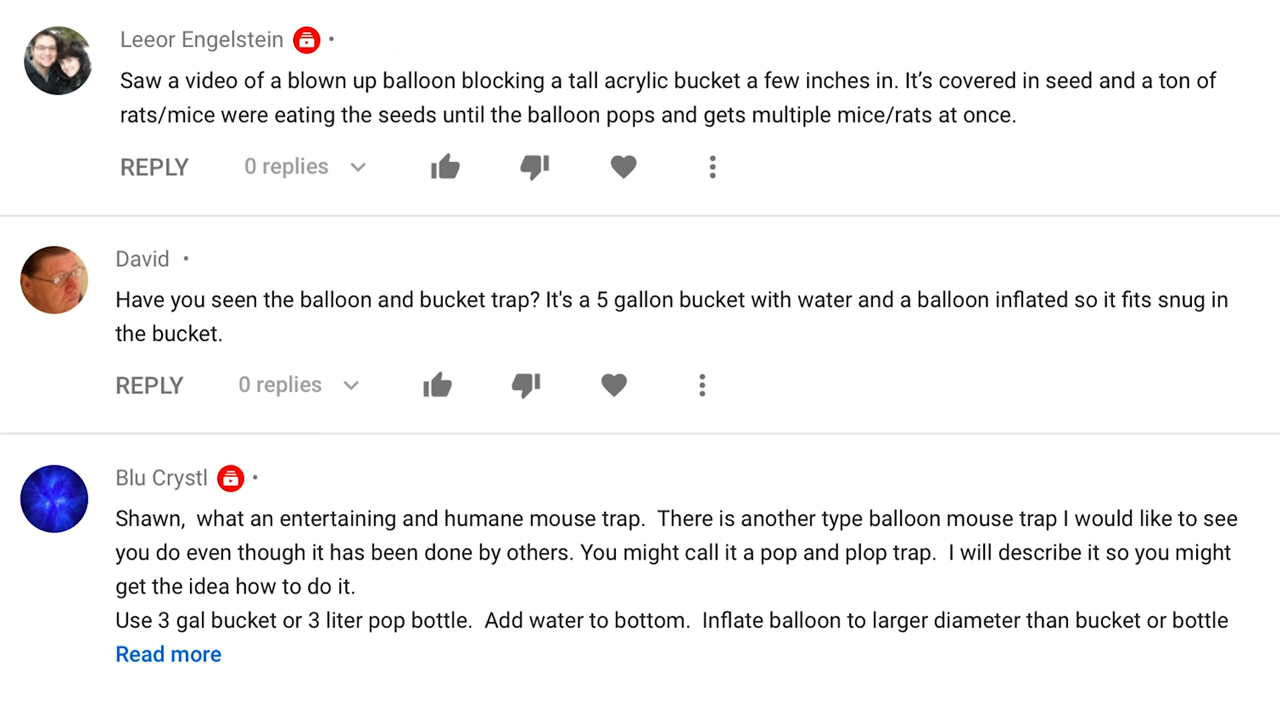 Leeor Engelstein •
Saw a video of a blown up balloon blocking a tall acrylic bucket a few inches in. It’s covered in seed and a ton of
rats/mice were eating the seeds until the balloon pops and gets multiple mice/rats at once.
REPLY 0 replies
David •
Have you seen the balloon and bucket trap? It's a 5 gallon bucket with water and a balloon inflated so it fits snug in
the bucket.
REPLY 0 replies
Blu Crystl •
Shawn,  what an entertaining and humane mouse trap.  There is another type balloon mouse trap I would like to see
you do even though it has been done by others. You might call it a pop and plop trap.  I will describe it so you might
get the idea how to do it.
Use 3 gal bucket or 3 liter pop bottle.  Add water to bottom.  Inflate balloon to larger diameter than bucket or bottle
Read more